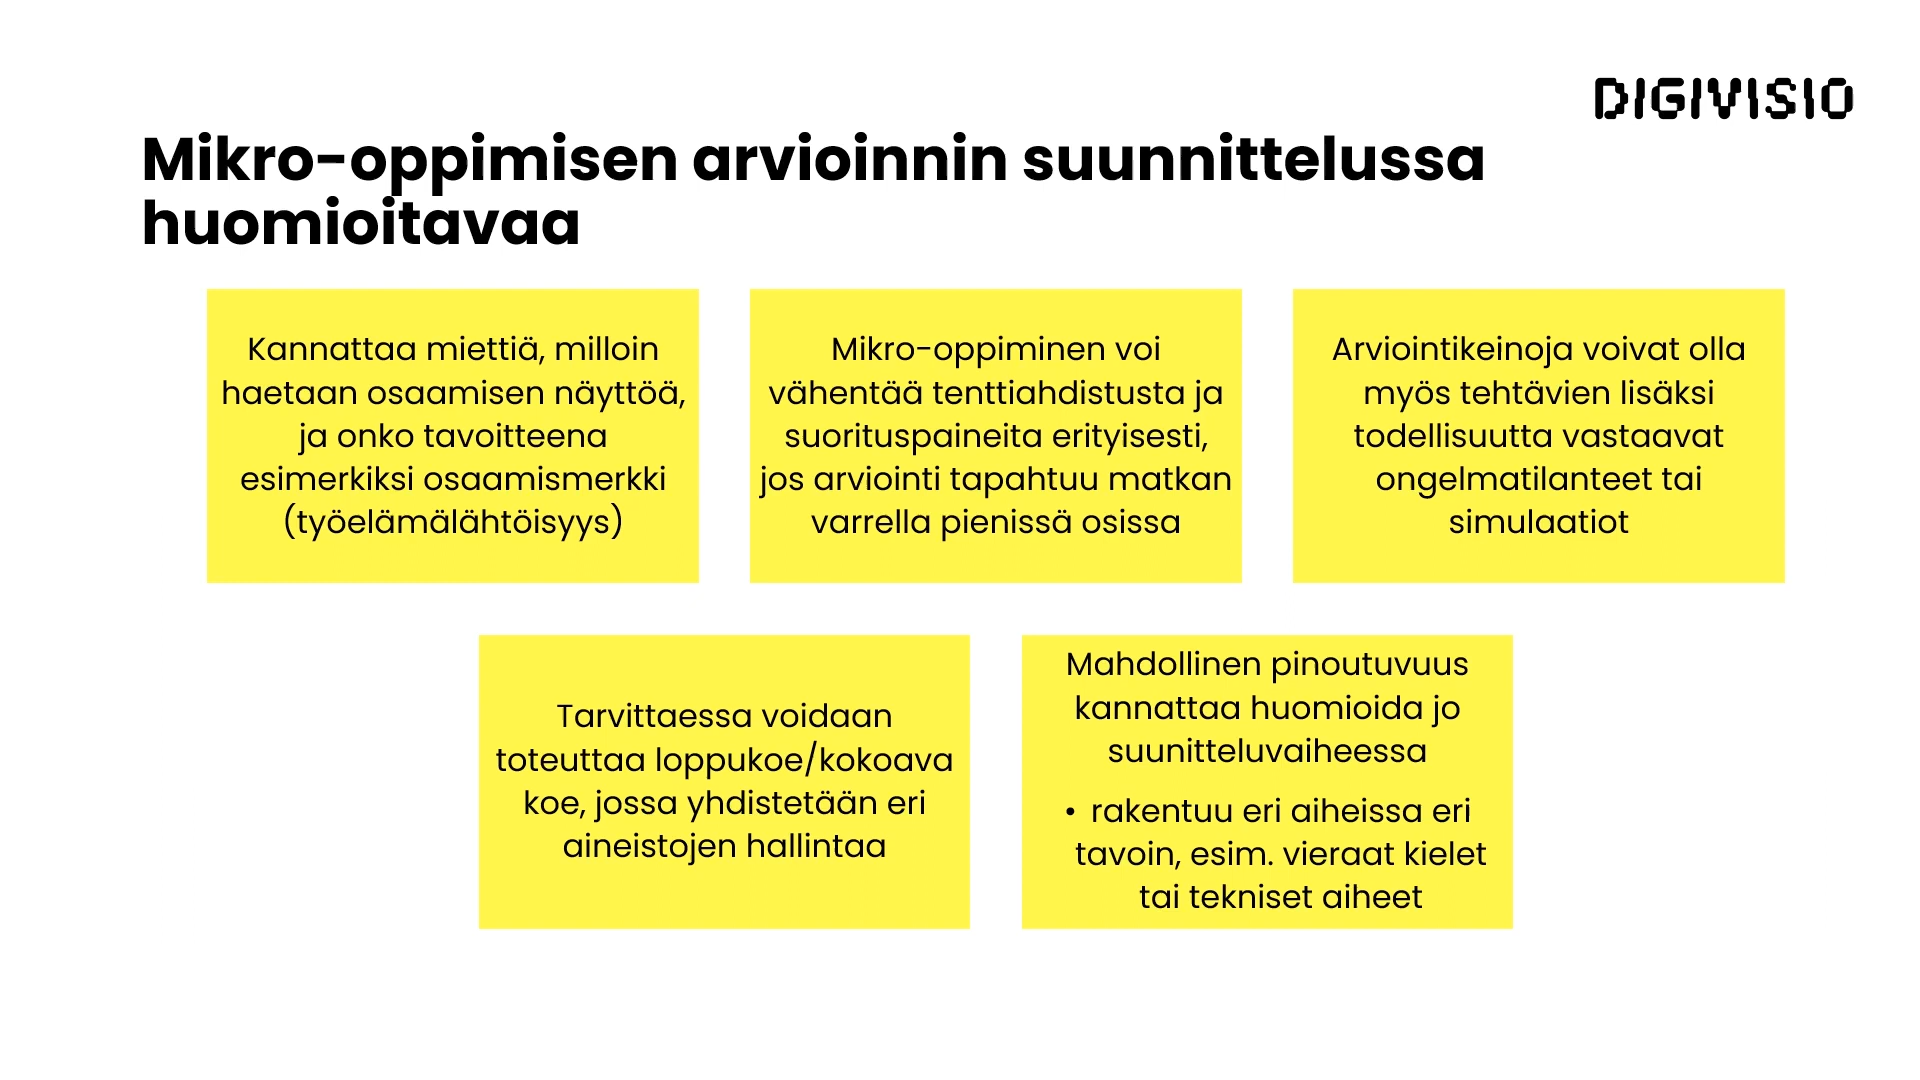 DIGIVISIO
Mikro-oppimisen arvioinnin suunnittelussa
huomioitavaa
Kannattaa miettiä, milloin
haetaan osaamisen näyttöä,
ja onko tavoitteena
esimerkiksi osaamismerkki
(työelämälähtöisyys)
Mikro-oppiminen voi
vähentää tenttiahdistusta ja
suorituspaineita erityisesti,
jos arviointi tapahtuu matkan
varrella pienissä osissa
Arviointikeinoja voivat olla
myös tehtävien lisäksi
todellisuutta vastaavat
ongelmatilanteet tai
simulaatiot
Tarvittaessa voidaan
toteuttaa loppukoe/kokoava
koe, jossa yhdistetään eri
aineistojen hallintaa
Mahdollinen pinoutuvuus
kannattaa huomioida jo
suunitteluvaiheessa
• rakentuu eri aiheissa eri
tavoin, esim. vieraat kielet
tai tekniset aiheet